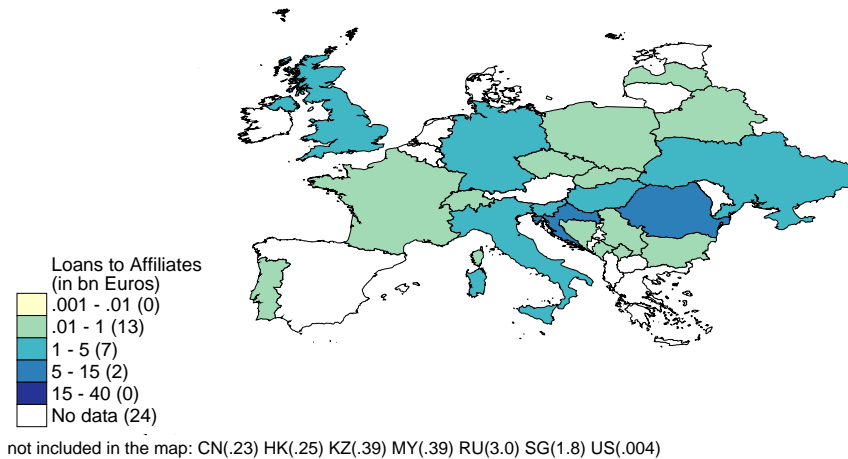 Loans to Affiliates
(in bn Euros)
.001 - .01 (0)
.01 - 1 (13)
1 - 5 (7)
5 - 15 (2)
15 - 40 (0)
No data (24)
not included in the map: CN(.23) HK(.25) KZ(.39) MY(.39) RU(3.0) SG(1.8) US(.004)